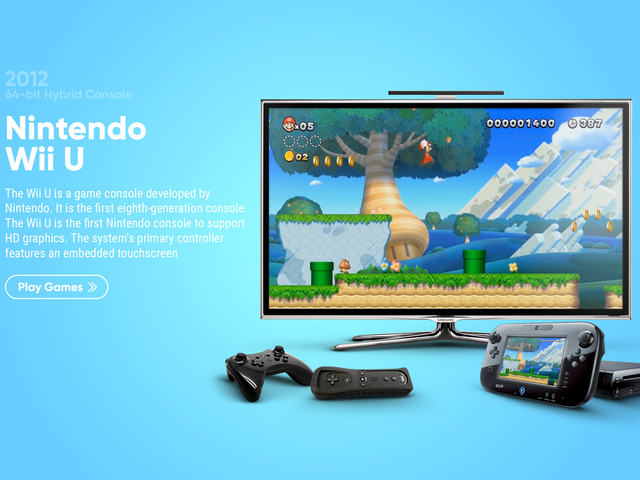 2012
64-bit Hybrid Console
Nintendo
Wii U
The Wii U is a game console developed by
Nintendo. It is the first eighth-generation console.
The Wii U is the first Nintendo console to support
HD graphics. The system's primary controller
features an embedded touchscreen
Play Games
×05
000001400
387
02
SAMSUNG